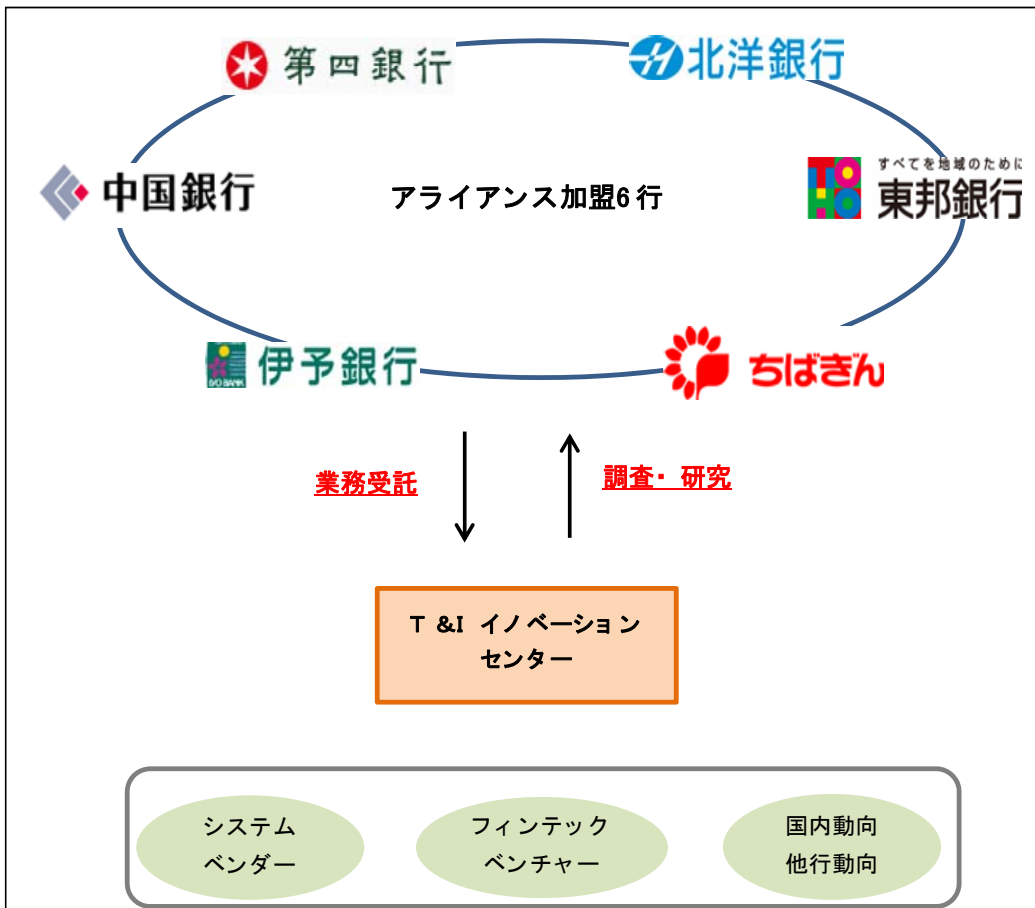 第四銀行
北洋銀行
中国銀行
アライアンス加盟6行
TO
HO
すべてを地域のために
東邦銀行
IYO BANK
伊予銀行
ちばぎん
業務受託
調査・研究
T &I イノベーション
センター
システム
ベンダー
フィンテック
ベンチャー
国内動向
他行動向